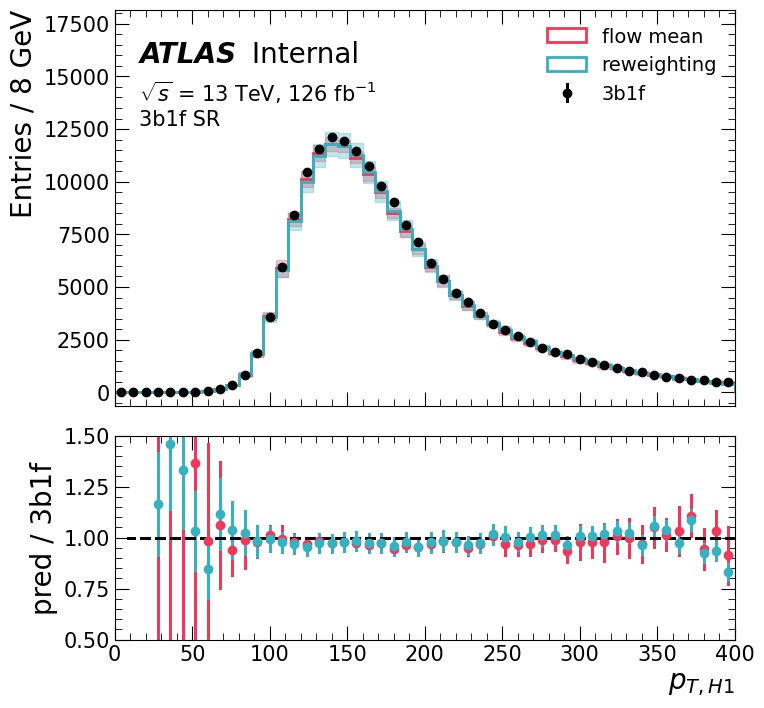 Entries / 8 GeV
17500
15000
12500
10000
7500
5000
2500
0
ATLAS Internal
√s = 13 TeV, 126 fb⁻¹
3b1f SR
flow mean
reweighting
3b1f
pred / 3b1f
1.50
1.25
1.00
0.75
0.50
0 50 100 150 200 250 300 350 400
p_{T,H1}